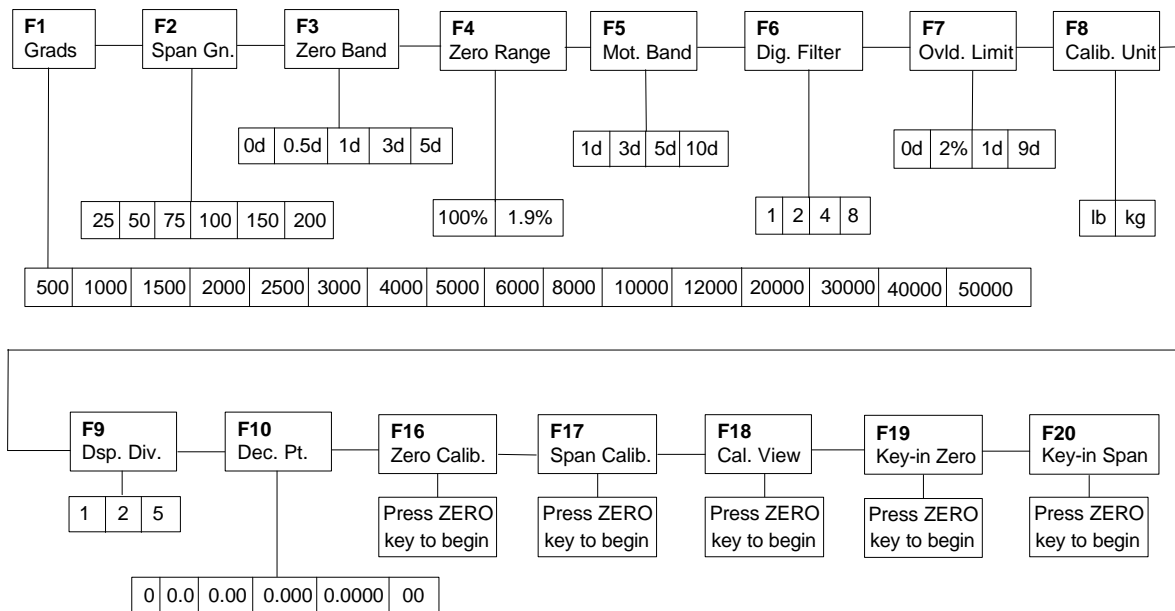 F1 F2 F3 F4 F5 F6 F7 F8
Grads Span Gn. Zero Band Zero Range Mot. Band Dig. Filter Ovld. Limit Calib. Unit
0d 0.5d 1d 3d 5d
1d 3d 5d 10d
0d 2% 1d 9d
25 50 75 100 150 200
100% 1.9%
1 2 4 8
lb kg
500 1000 1500 2000 2500 3000 4000 5000 6000 8000 10000 12000 20000 30000 40000 50000
F9 F10 F16 F17 F18 F19 F20
Dsp. Div. Dec. Pt. Zero Calib. Span Calib. Cal. View Key-in Zero Key-in Span
1 2 5
Press ZERO Press ZERO Press ZERO Press ZERO Press ZERO
key to begin key to begin key to begin key to begin key to begin
0 0.0 0.00 0.000 0.0000 00